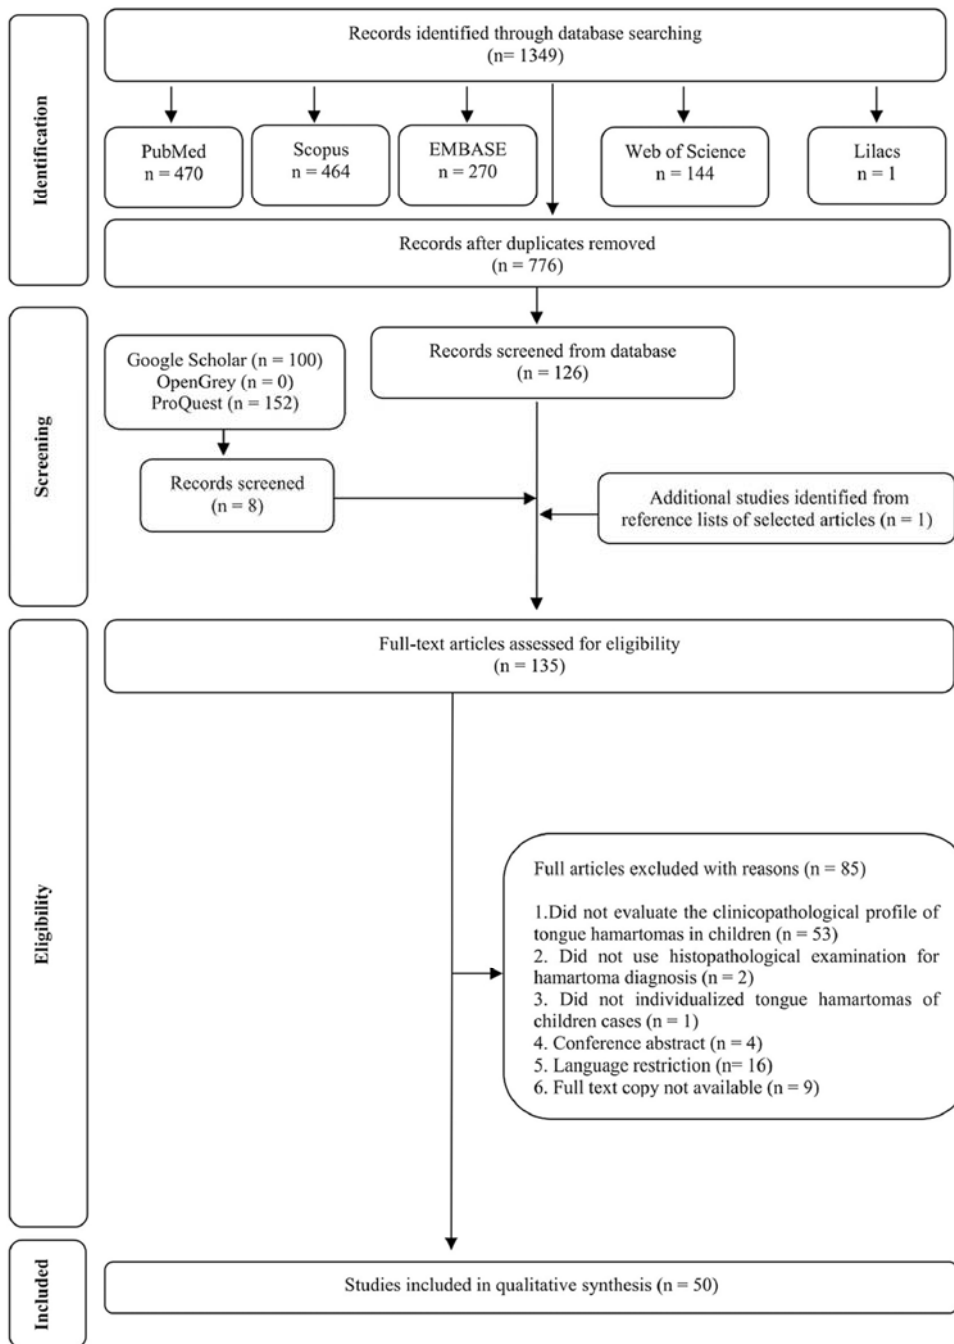 Identification
Records identified through database searching
(n= 1349)
PubMed
n = 470
Scopus
n = 464
EMBASE
n = 270
Web of Science
n = 144
Lilacs
n = 1
Records after duplicates removed
(n = 776)
Screening
Google Scholar (n = 100)
OpenGrey (n = 0)
ProQuest (n = 152)
Records screened from database
(n = 126)
Records screened
(n = 8)
Additional studies identified from
reference lists of selected articles (n = 1)
Eligibility
Full-text articles assessed for eligibility
(n = 135)
Full articles excluded with reasons (n = 85)
1.Did not evaluate the clinicopathological profile of
tongue hamartomas in children (n = 53)
2. Did not use histopathological examination for
hamartoma diagnosis (n = 2)
3. Did not individualized tongue hamartomas of
children cases (n = 1)
4. Conference abstract (n = 4)
5. Language restriction (n= 16)
6. Full text copy not available (n = 9)
Included
Studies included in qualitative synthesis (n = 50)